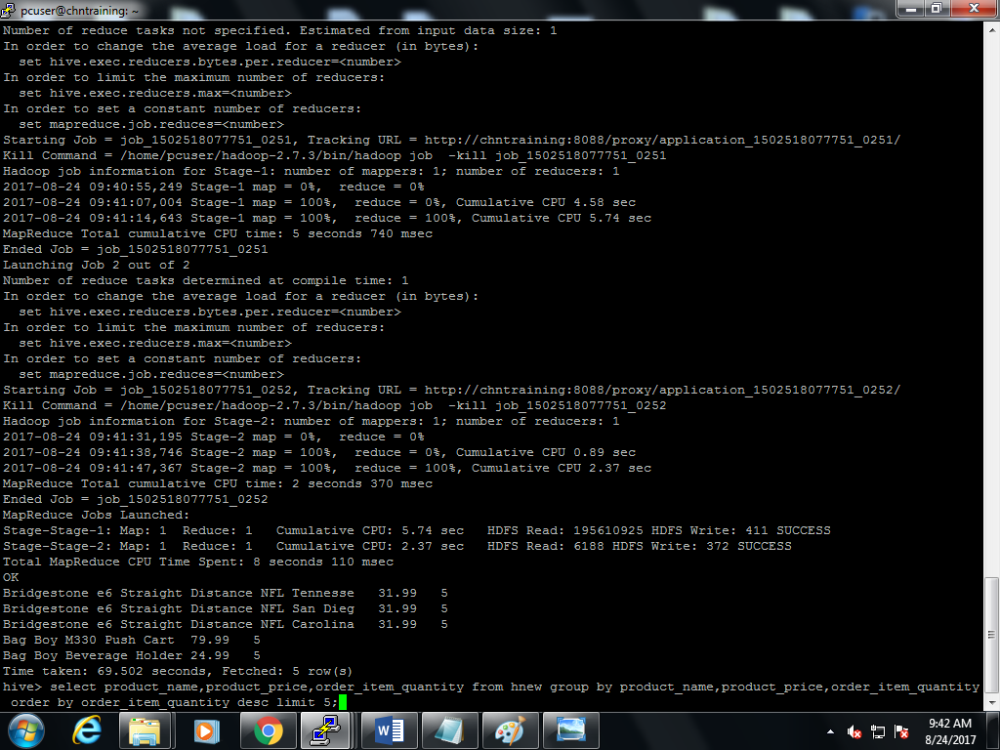 pcuser@chntraining: ~
Number of reduce tasks not specified. Estimated from input data size: 1
In order to change the average load for a reducer (in bytes):
  set hive.exec.reducers.bytes.per.reducer=<number>
In order to limit the maximum number of reducers:
  set hive.exec.reducers.max=<number>
In order to set a constant number of reducers:
  set mapreduce.job.reduces=<number>
Starting Job = job_1502518077751_0251, Tracking URL = http://chntraining:8088/proxy/application_1502518077751_0251/
Kill Command = /home/pcuser/hadoop-2.7.3/bin/hadoop job  -kill job_1502518077751_0251
Hadoop job information for Stage-1: number of mappers: 1; number of reducers: 1
2017-08-24 09:40:55,249 Stage-1 map = 0%,  reduce = 0%
2017-08-24 09:41:07,004 Stage-1 map = 100%,  reduce = 0%, Cumulative CPU 4.58 sec
2017-08-24 09:41:14,643 Stage-1 map = 100%,  reduce = 100%, Cumulative CPU 5.74 sec
MapReduce Total cumulative CPU time: 5 seconds 740 msec
Ended Job = job_1502518077751_0251
Launching Job 2 out of 2
Number of reduce tasks determined at compile time: 1
In order to change the average load for a reducer (in bytes):
  set hive.exec.reducers.bytes.per.reducer=<number>
In order to limit the maximum number of reducers:
  set hive.exec.reducers.max=<number>
In order to set a constant number of reducers:
  set mapreduce.job.reduces=<number>
Starting Job = job_1502518077751_0252, Tracking URL = http://chntraining:8088/proxy/application_1502518077751_0252/
Kill Command = /home/pcuser/hadoop-2.7.3/bin/hadoop job  -kill job_1502518077751_0252
Hadoop job information for Stage-2: number of mappers: 1; number of reducers: 1
2017-08-24 09:41:31,195 Stage-2 map = 0%,  reduce = 0%
2017-08-24 09:41:38,746 Stage-2 map = 100%,  reduce = 0%, Cumulative CPU 0.89 sec
2017-08-24 09:41:47,367 Stage-2 map = 100%,  reduce = 100%, Cumulative CPU 2.37 sec
MapReduce Total cumulative CPU time: 2 seconds 370 msec
Ended Job = job_1502518077751_0252
MapReduce Jobs Launched:
Stage-Stage-1: Map: 1  Reduce: 1   Cumulative CPU: 5.74 sec   HDFS Read: 195610925 HDFS Write: 411 SUCCESS
Stage-Stage-2: Map: 1  Reduce: 1   Cumulative CPU: 2.37 sec   HDFS Read: 6188 HDFS Write: 372 SUCCESS
Total MapReduce CPU Time Spent: 8 seconds 110 msec
OK
Bridgestone e6 Straight Distance NFL Tennesse   31.99   5
Bridgestone e6 Straight Distance NFL San Dieg   31.99   5
Bridgestone e6 Straight Distance NFL Carolina   31.99   5
Bag Boy M330 Push Cart  79.99   5
Bag Boy Beverage Holder 24.99   5
Time taken: 69.502 seconds, Fetched: 5 row(s)
hive> select product_name,product_price,order_item_quantity from hnew group by product_name,product_price,order_item_quantity
 order by order_item_quantity desc limit 5;
9:42 AM
8/24/2017